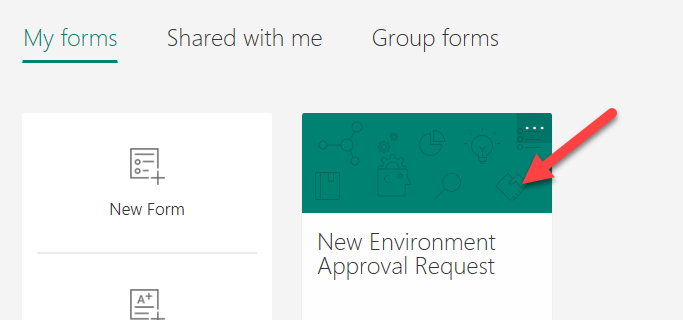 My forms
Shared with me
Group forms
New Form
New Environment
Approval Request
A+